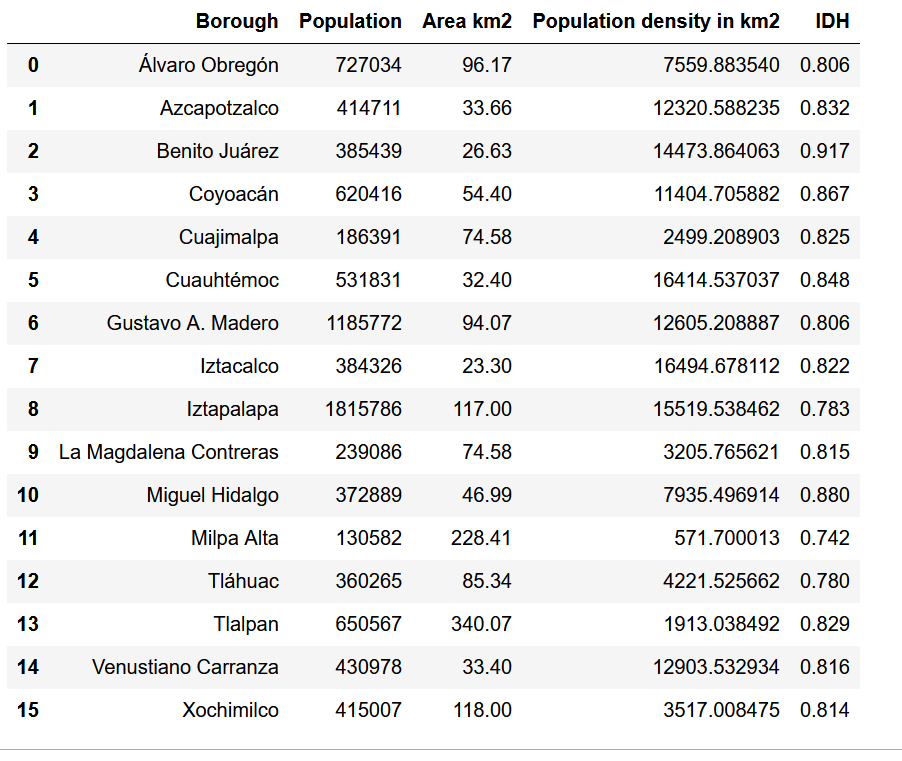 Borough Population Area km2 Population density in km2 IDH
0 Álvaro Obregón 727034 96.17 7559.883540 0.806
1 Azcapotzalco 414711 33.66 12320.588235 0.832
2 Benito Juárez 385439 26.63 14473.864063 0.917
3 Coyoacán 620416 54.40 11404.705882 0.867
4 Cuajimalpa 186391 74.58 2499.208903 0.825
5 Cuauhtémoc 531831 32.40 16414.537037 0.848
6 Gustavo A. Madero 1185772 94.07 12605.208887 0.806
7 Iztacalco 384326 23.30 16494.678112 0.822
8 Iztapalapa 1815786 117.00 15519.538462 0.783
9 La Magdalena Contreras 239086 74.58 3205.765621 0.815
10 Miguel Hidalgo 372889 46.99 7935.496914 0.880
11 Milpa Alta 130582 228.41 571.700013 0.742
12 Tláhuac 360265 85.34 4221.525662 0.780
13 Tlalpan 650567 340.07 1913.038492 0.829
14 Venustiano Carranza 430978 33.40 12903.532934 0.816
15 Xochimilco 415007 118.00 3517.008475 0.814